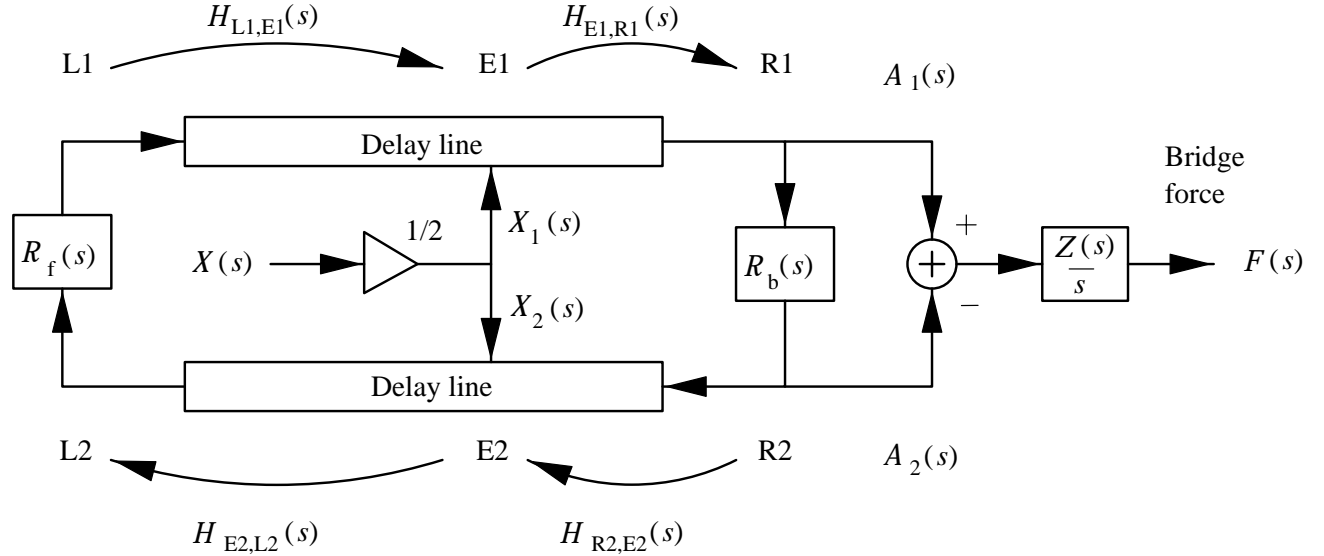 H_{L1,E1}(s)
H_{E1,R1}(s)
L1
E1
R1
A_1(s)
Delay line
Bridge
force
1/2
X_1(s)
R_f(s)
X(s)
R_b(s)
+
+
−
Z(s)
s
F(s)
X_2(s)
Delay line
L2
E2
R2
A_2(s)
H_{E2,L2}(s)
H_{R2,E2}(s)